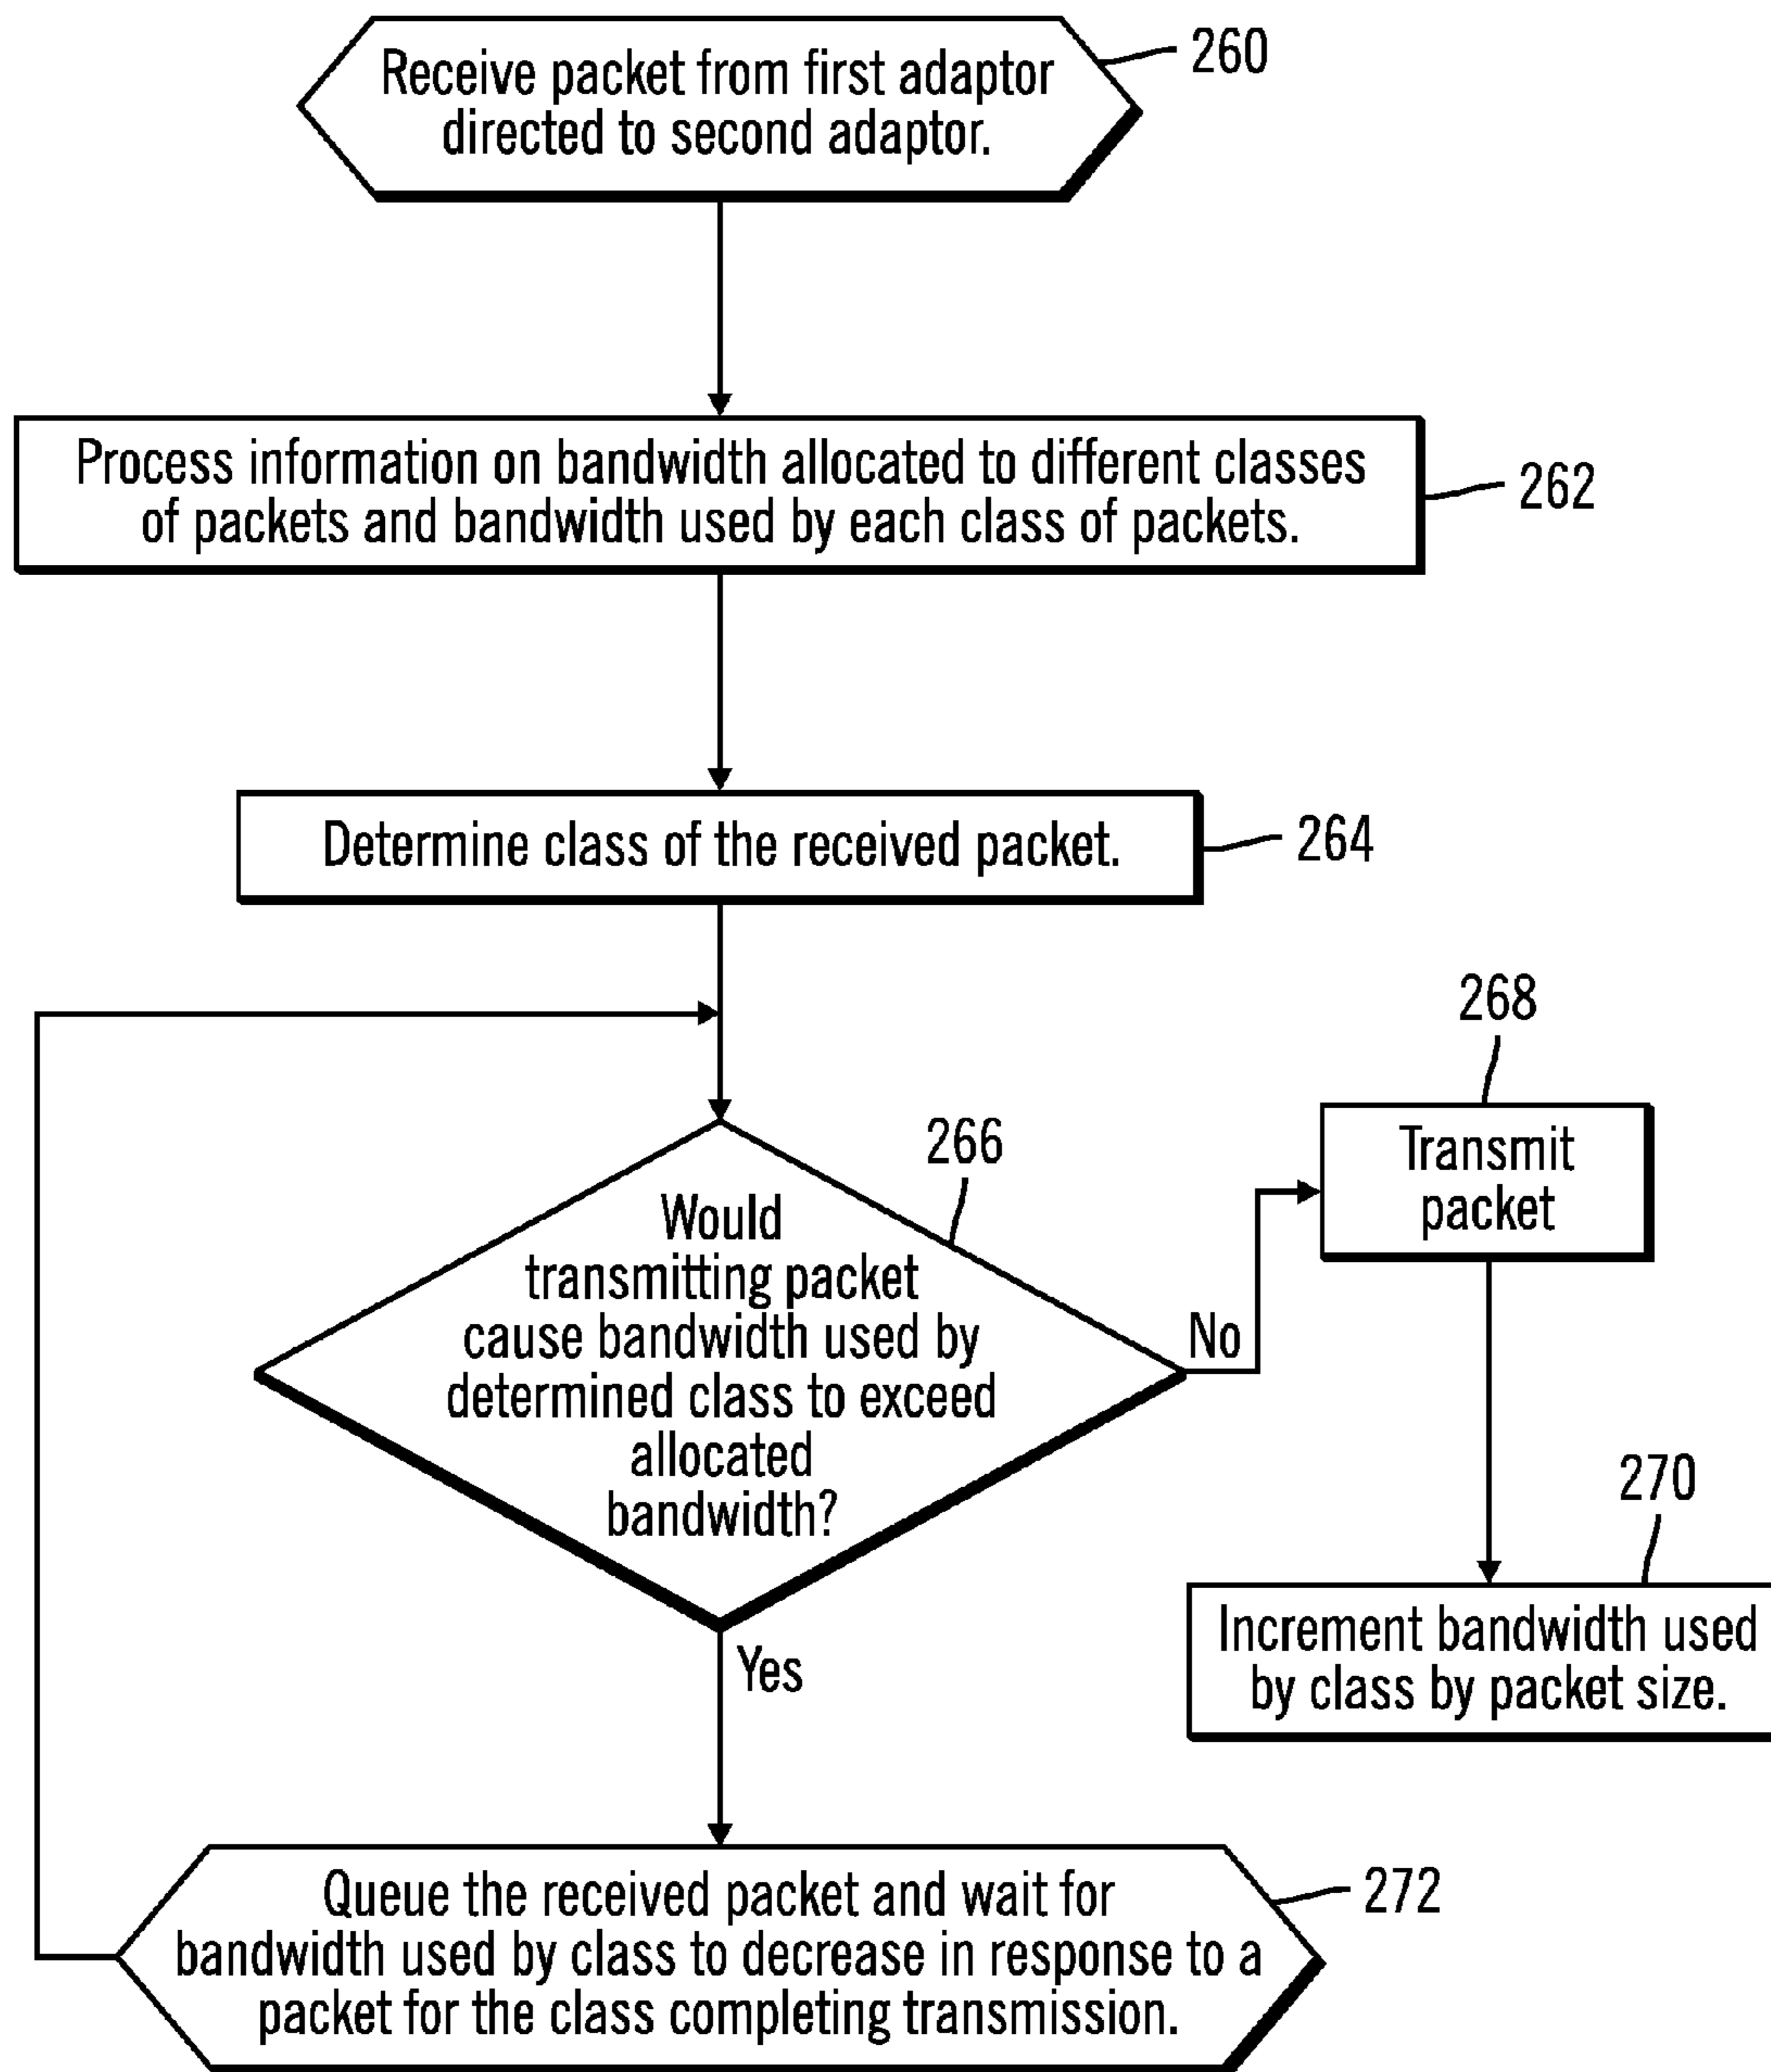 Receive packet from first adaptor
directed to second adaptor.
260
Process information on bandwidth allocated to different classes
of packets and bandwidth used by each class of packets.
262
Determine class of the received packet.
264
268
Transmit
packet
266
Would
transmitting packet
cause bandwidth used by
determined class to exceed
allocated
bandwidth?
No
270
Increment bandwidth used
by class by packet size.
Yes
Queue the received packet and wait for
bandwidth used by class to decrease in response to a
packet for the class completing transmission.
272